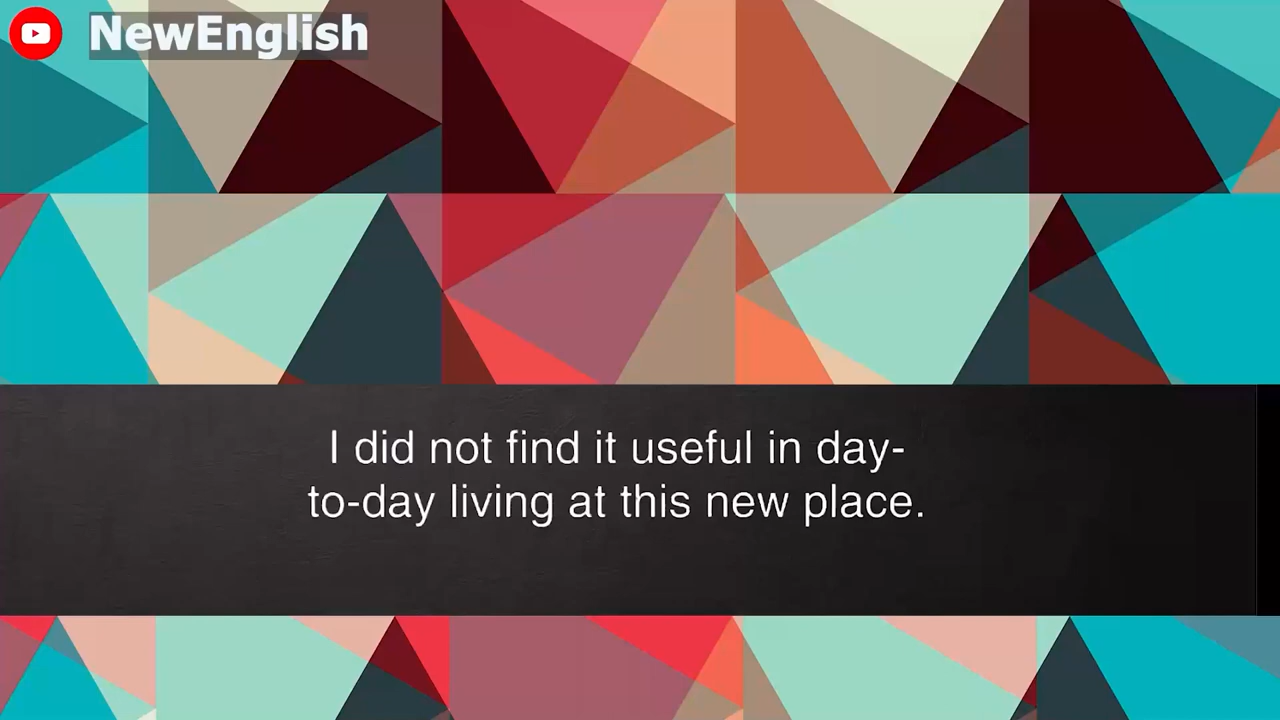 NewEnglish
I did not find it useful in day-
to-day living at this new place.